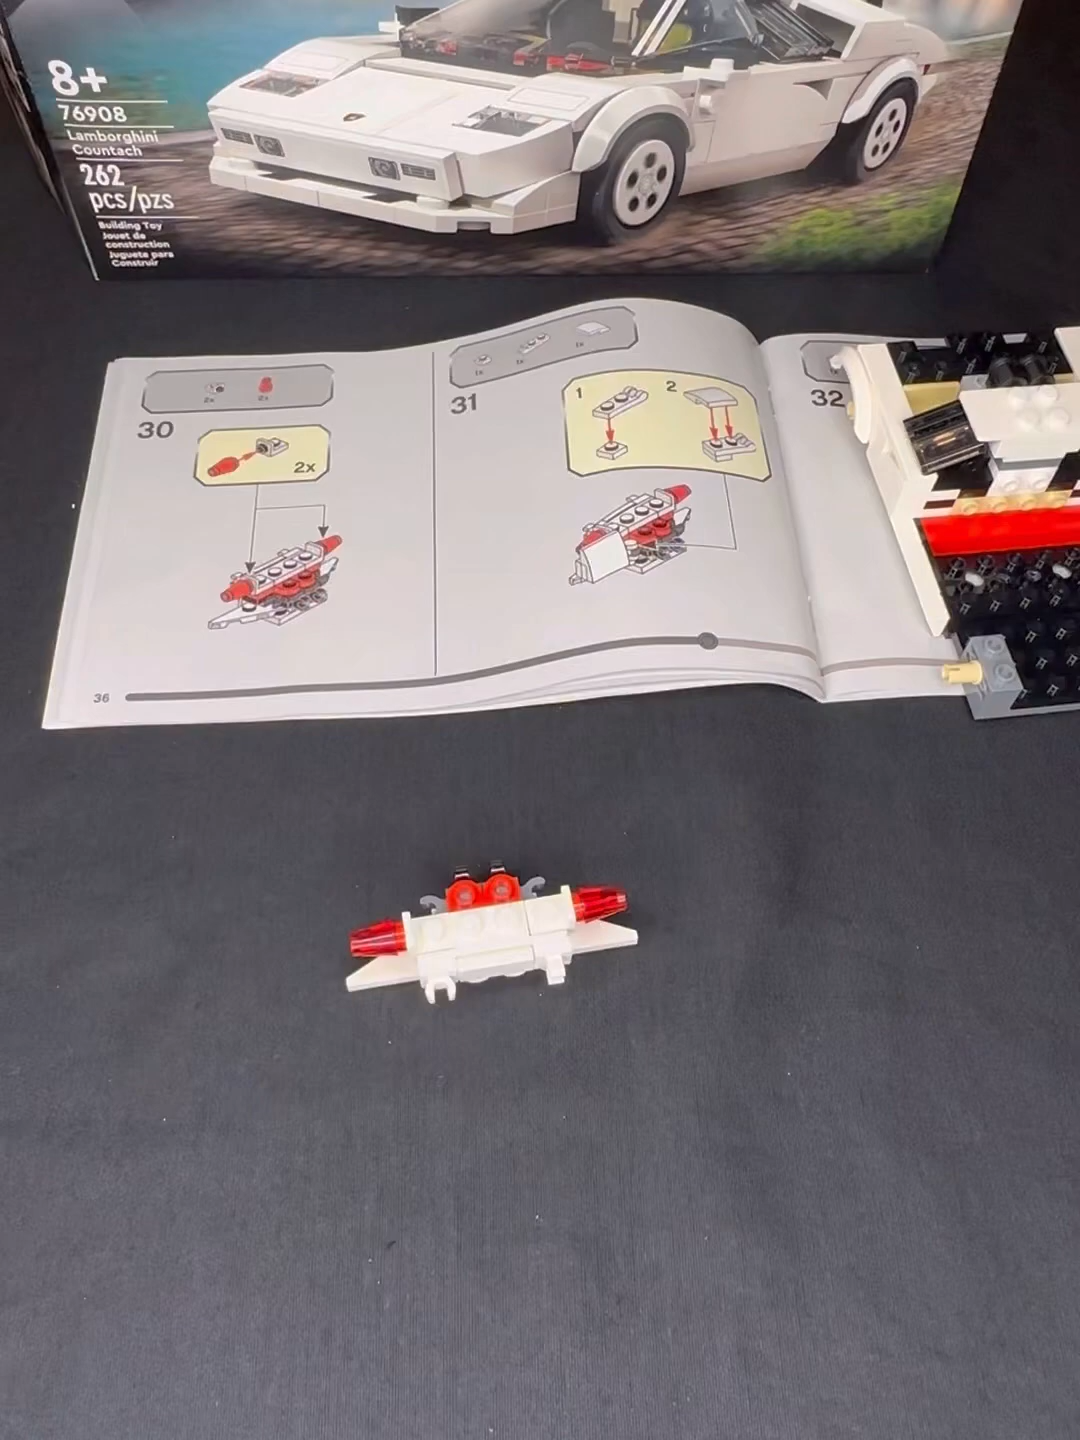 8+
76908
Lamborghini
Countach
262
pcs/pzs
Building Toy
Jouet de
construction
Juguete para
Construir
2x
2x
30
2x
36
1x
1x
1x
31
1
2
32